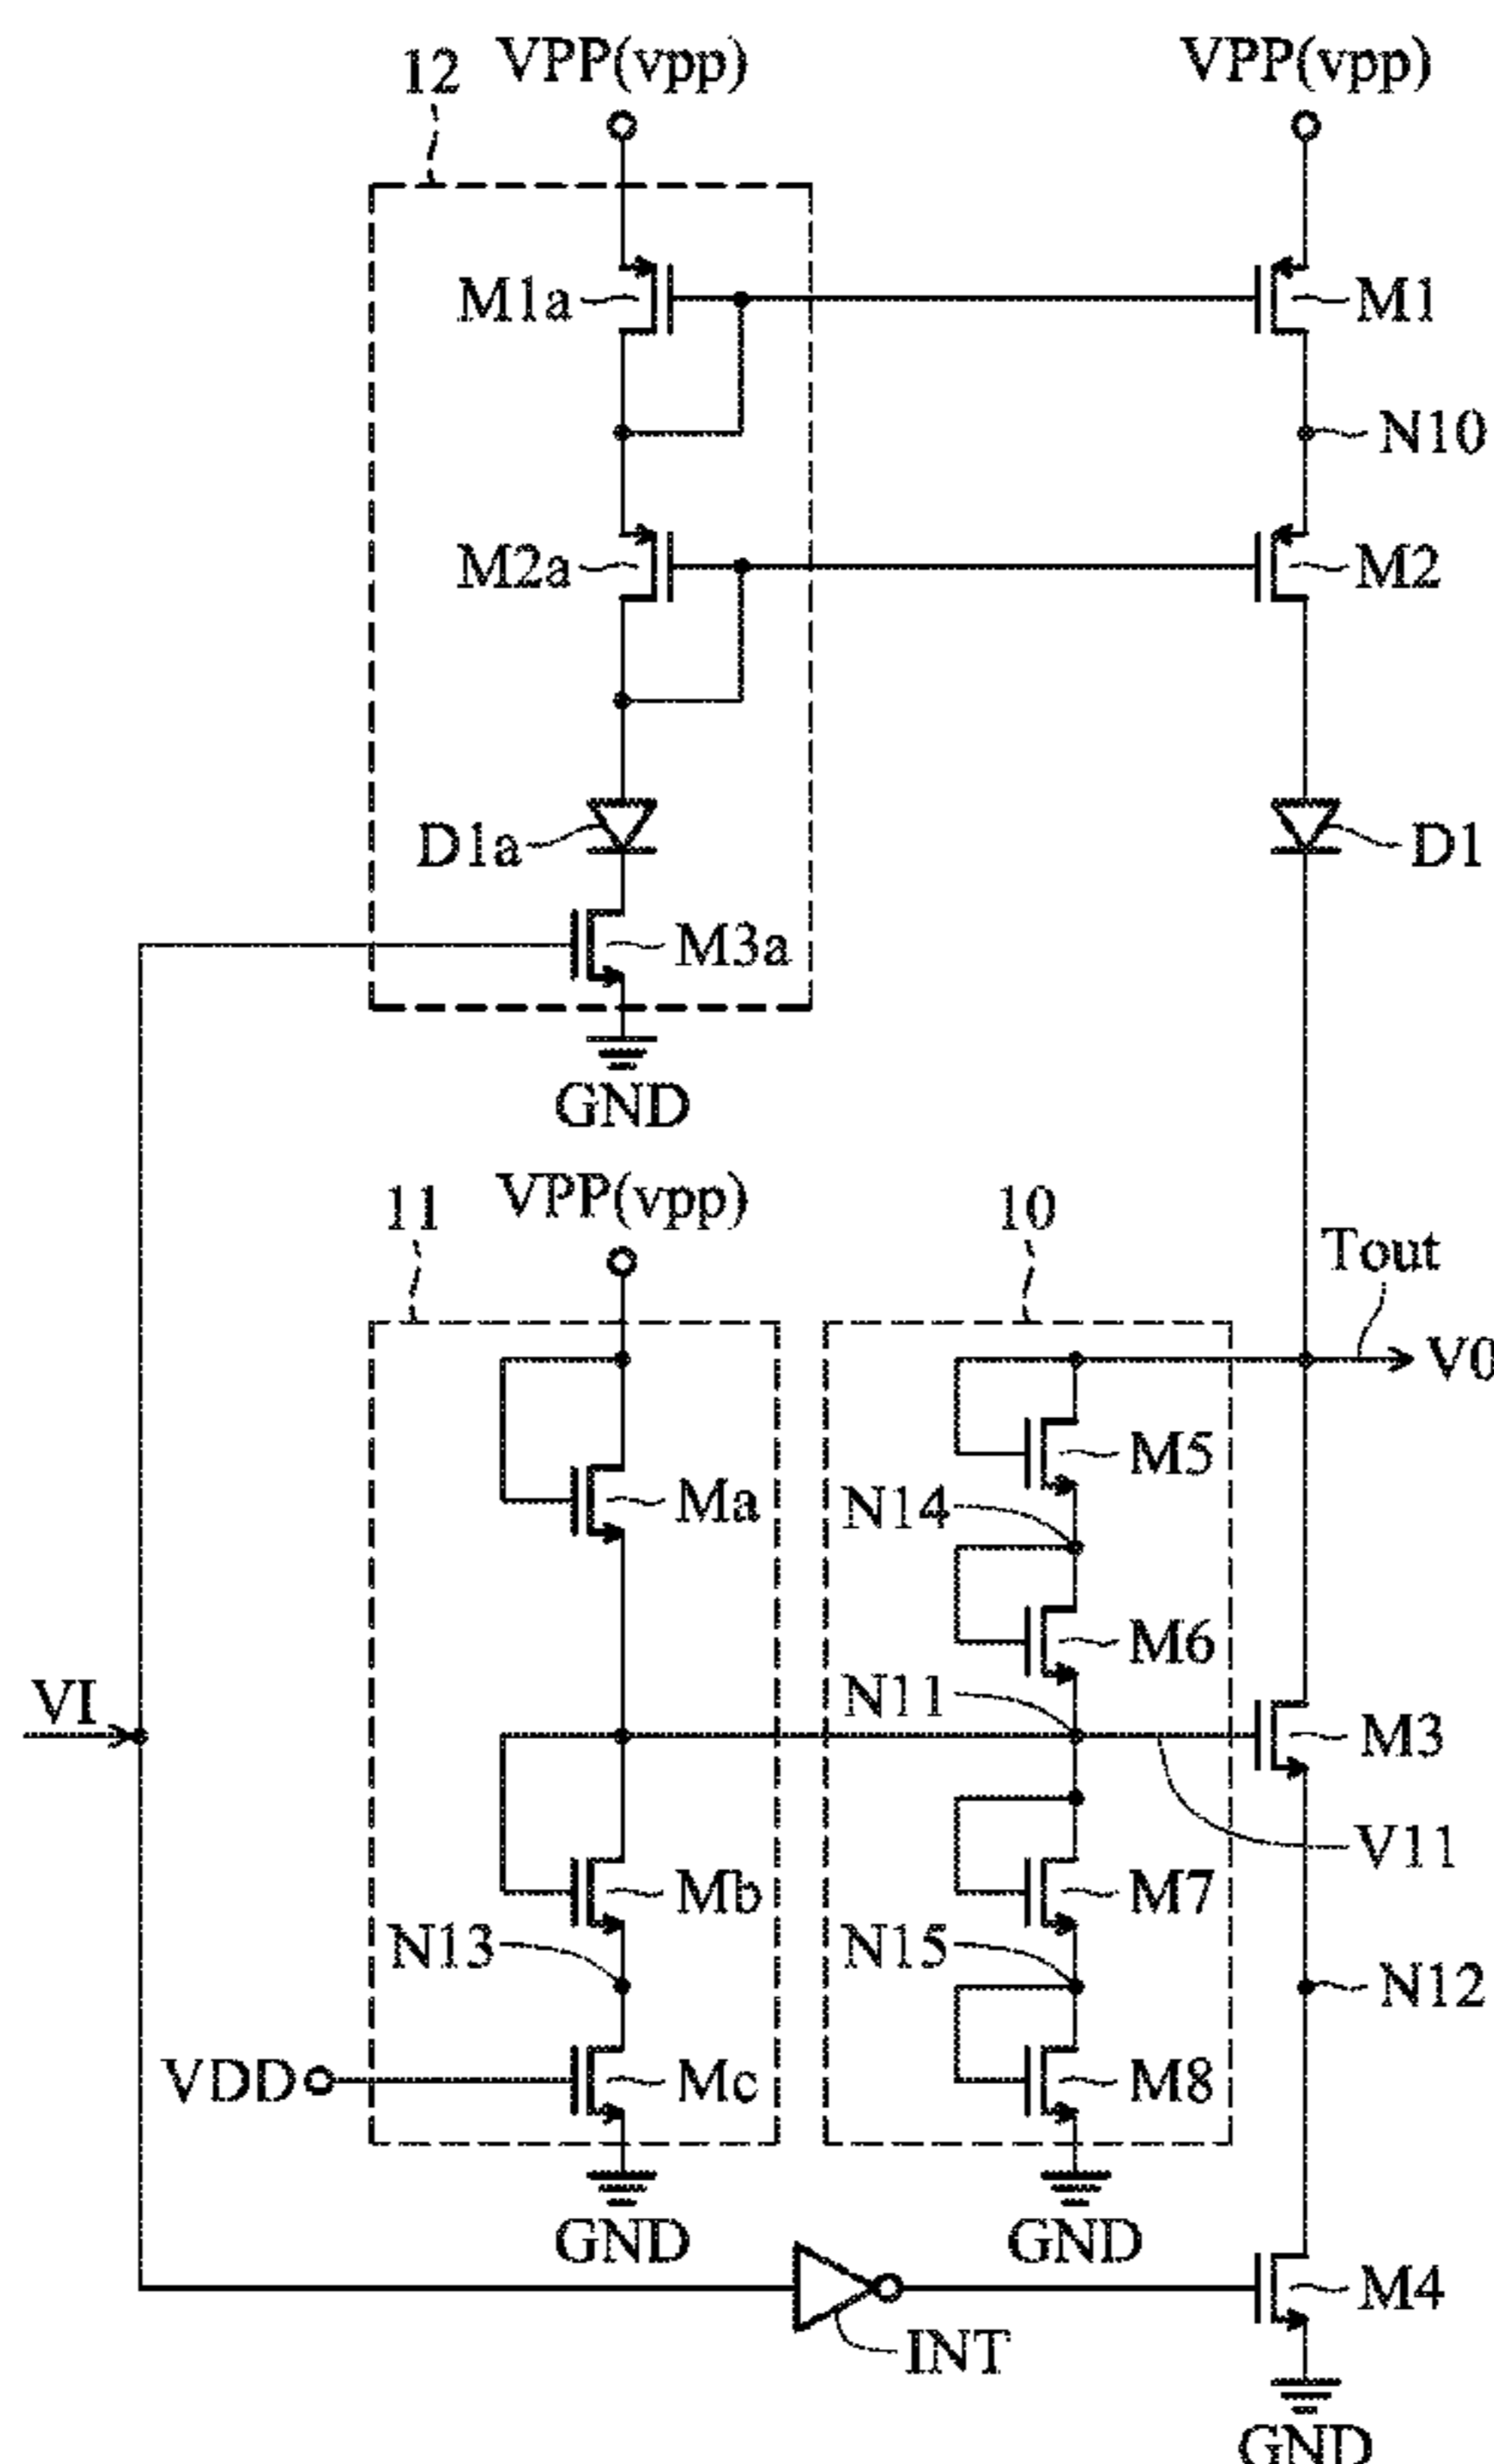 12
VPP(vpp)
VPP(vpp)
M1a
M1
N10
M2a
M2
D1a
D1
M3a
GND
11
VPP(vpp)
10
Tout
V0
M5
Ma
N14
M6
N11
VI
M3
V11
Mb
M7
N13
N15
N12
VDD
Mc
M8
GND
GND
M4
INT
GND